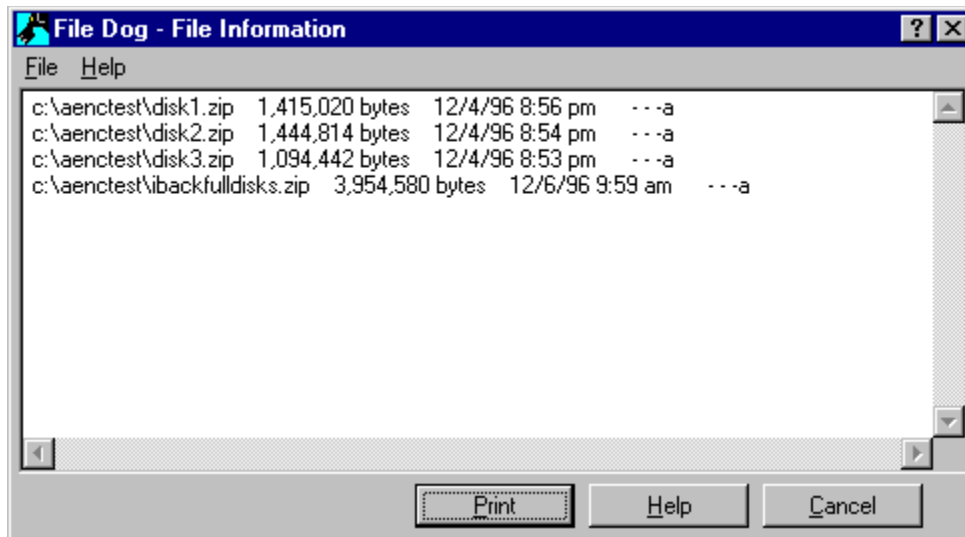 File Dog - File Information
File Help
c:\aenctest\disk1.zip 1,415,020 bytes 12/4/96 8:56 pm - - -a
c:\aenctest\disk2.zip 1,444,814 bytes 12/4/96 8:54 pm - - -a
c:\aenctest\disk3.zip 1,094,442 bytes 12/4/96 8:53 pm - - -a
c:\aenctest\ibackfulldisks.zip 3,954,580 bytes 12/6/96 9:59 am - - -a
Print Help Cancel